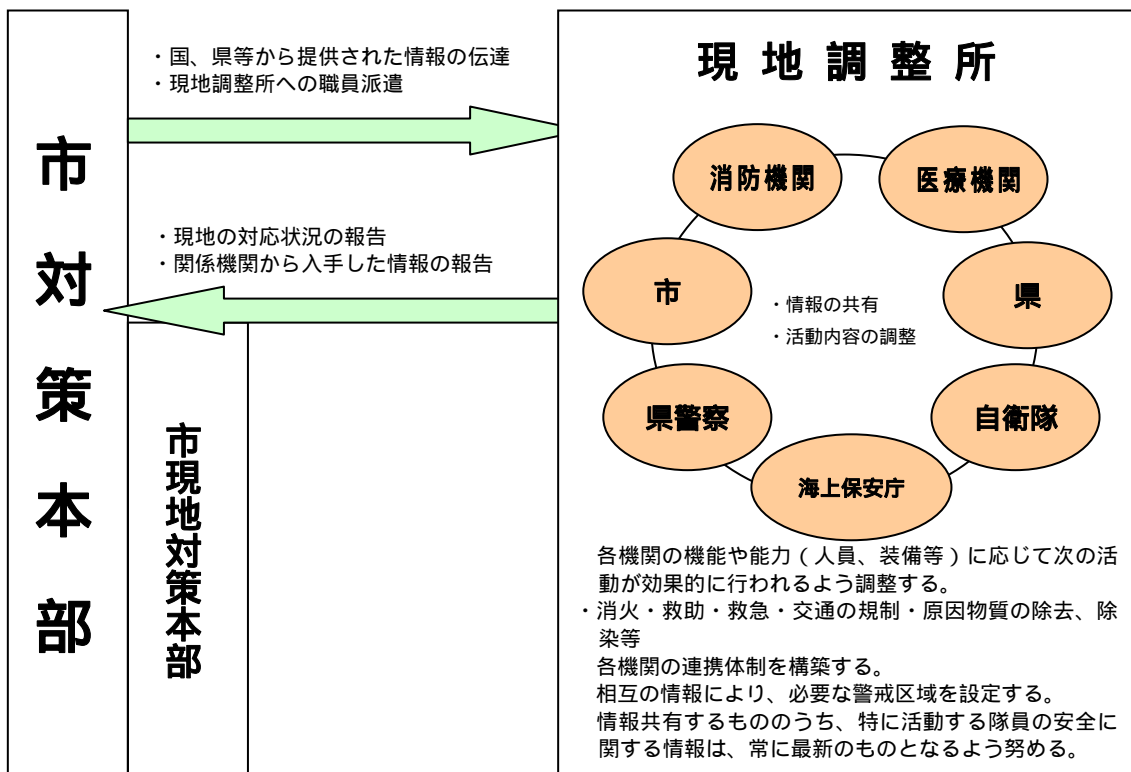 市対策本部
・国、県等から提供された情報の伝達
・現地調整所への職員派遣
・現地の対応状況の報告
・関係機関から入手した情報の報告
市現地対策本部
現地調整所
消防機関
医療機関
市
県
・情報の共有
・活動内容の調整
県警察
自衛隊
海上保安庁
各機関の機能や能力（人員、装備等）に応じて次の活
動が効果的に行われるよう調整する。
・消火・救助・救急・交通の規制・原因物質の除去、除
染等
各機関の連携体制を構築する。
相互の情報により、必要な警戒区域を設定する。
情報共有するもののうち、特に活動する隊員の安全に
関する情報は、常に最新のものとなるよう努める。